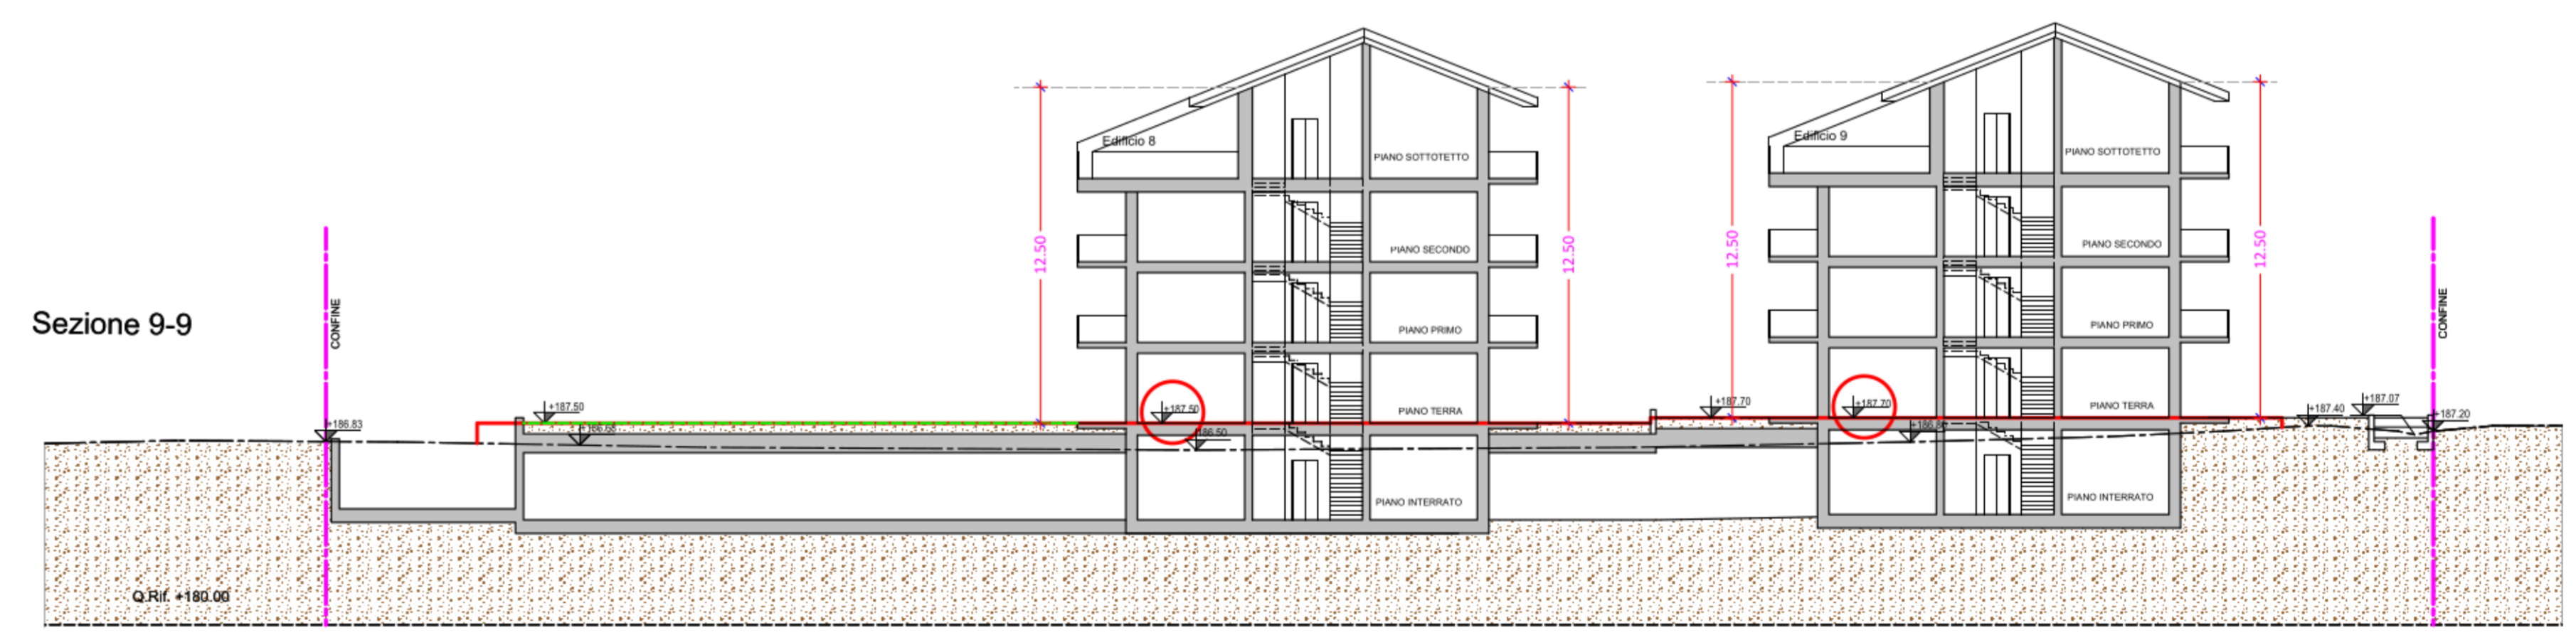 Edificio 8
Edificio 9
PIANO SOTTOTETTO
PIANO SOTTOTETTO
12.50
12.50
12.50
12.50
PIANO SECONDO
PIANO SECONDO
Sezione 9-9
CONFINE
CONFINE
PIANO PRIMO
PIANO PRIMO
+187.50
+187.50
PIANO TERRA
+187.70
+187.70
PIANO TERRA
+187.40
+187.07
+187.20
+186.83
+186.50
PIANO INTERRATO
PIANO INTERRATO
Q.Rif. +180.00